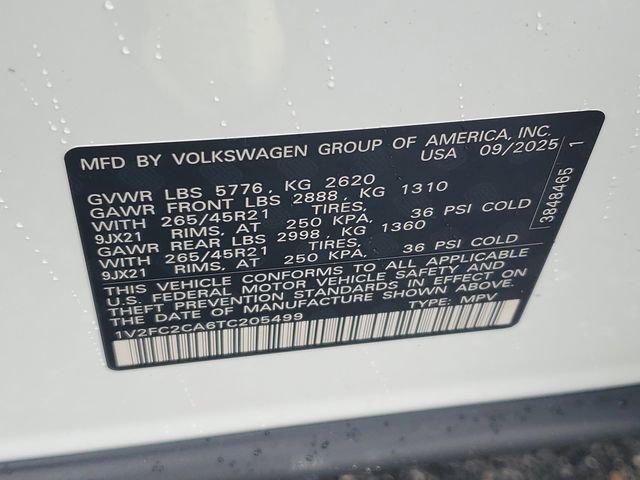 MFD BY VOLKSWAGEN GROUP OF AMERICA, INC.
USA 09/2025
GVWR LBS 5776, KG 2620
GAWR FRONT LBS 2888, KG 1310
WITH 265/45R21 TIRES,
9JX21 RIMS, AT 250 KPA, 36 PSI COLD
GAWR REAR LBS 2998, KG 1360
WITH 265/45R21 TIRES,
9JX21 RIMS, AT 250 KPA, 36 PSI COLD
THIS VEHICLE CONFORMS TO ALL APPLICABLE
U.S. FEDERAL MOTOR VEHICLE SAFETY AND
THEFT PREVENTION STANDARDS IN EFFECT ON
THE DATE OF MANUFACTURE SHOWN ABOVE.
1V2FC2CA6TC205499 TYPE: MPV
3846465 1